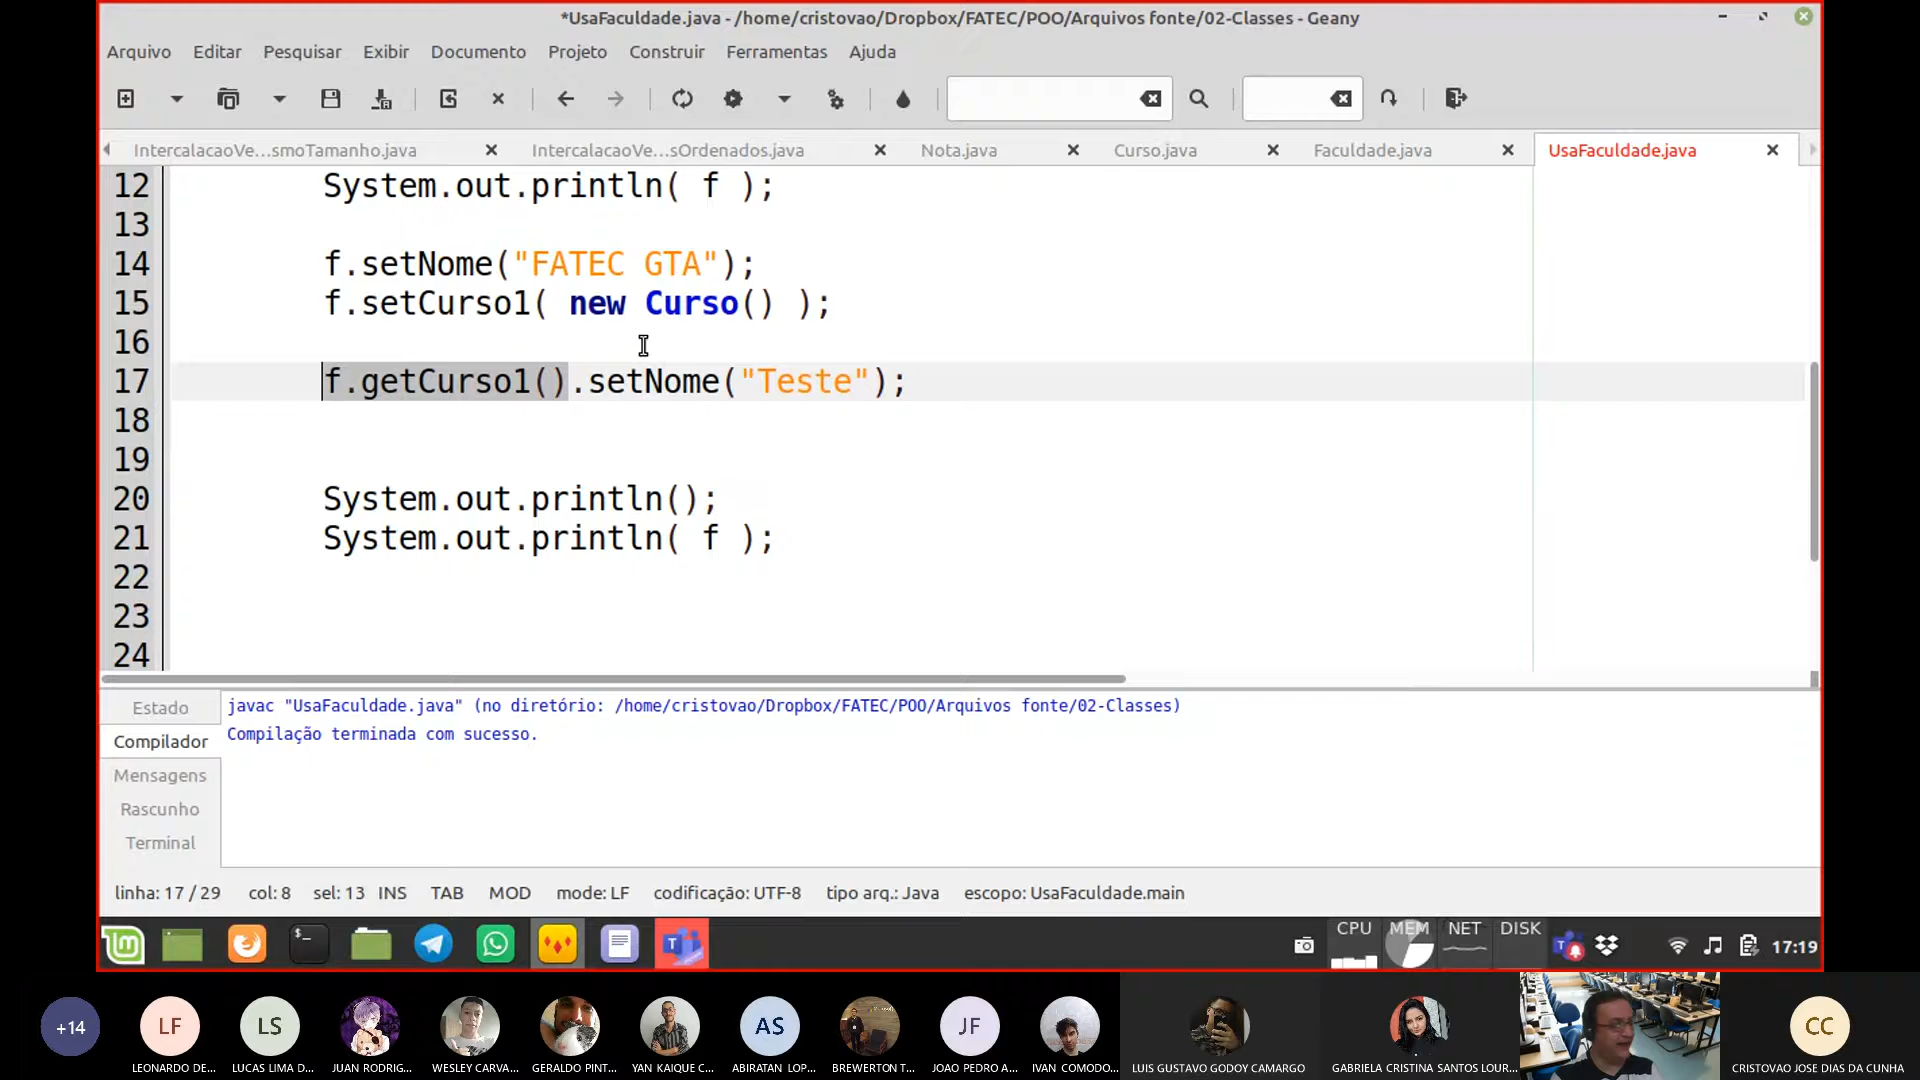 *UsaFaculdade.java - /home/cristovao/Dropbox/FATEC/POO/Arquivos fonte/02-Classes - Geany
Arquivo Editar Pesquisar Exibir Documento Projeto Construir Ferramentas Ajuda
IntercalacaoVe...smoTamanho.java IntercalacaoVe...sOrdenados.java Nota.java Curso.java Faculdade.java UsaFaculdade.java
12 System.out.println( f );
13
14 f.setNome("FATEC GTA");
15 f.setCurso1( new Curso() );
16
17 f.getCurso1().setNome("Teste");
18
19
20 System.out.println();
21 System.out.println( f );
22
23
24
Estado
Compilador
Mensagens
Rascunho
Terminal
javac "UsaFaculdade.java" (no diretório: /home/cristovao/Dropbox/FATEC/POO/Arquivos fonte/02-Classes)
Compilação terminada com sucesso.
linha: 17 / 29 col: 8 sel: 13 INS TAB MOD mode: LF codificação: UTF-8 tipo arq.: Java escopo: UsaFaculdade.main
CPU MEM NET DISK 17:19
+14 LF LS AS JF CC
LEONARDO DE... LUCAS LIMA D... JUAN RODRIG... WESLEY CARVA... GERALDO PINT... YAN KAIQUE C... ABIRATAN LOP... BREWERTON T... JOAO PEDRO A... IVAN COMODO... LUIS GUSTAVO GODOY CAMARGO GABRIELA CRISTINA SANTOS LOUR... CRISTOVAO JOSE DIAS DA CUNHA